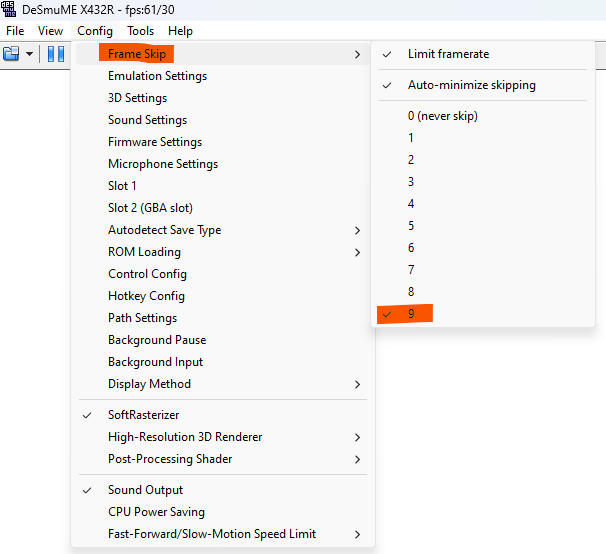 DeSmuME X432R - fps:61/30
File View Config Tools Help
Frame Skip
Emulation Settings
3D Settings
Sound Settings
Firmware Settings
Microphone Settings
Slot 1
Slot 2 (GBA slot)
Autodetect Save Type
ROM Loading
Control Config
Hotkey Config
Path Settings
Background Pause
Background Input
Display Method
SoftRasterizer
High-Resolution 3D Renderer
Post-Processing Shader
Sound Output
CPU Power Saving
Fast-Forward/Slow-Motion Speed Limit
Limit framerate
Auto-minimize skipping
0 (never skip)
1
2
3
4
5
6
7
8
9